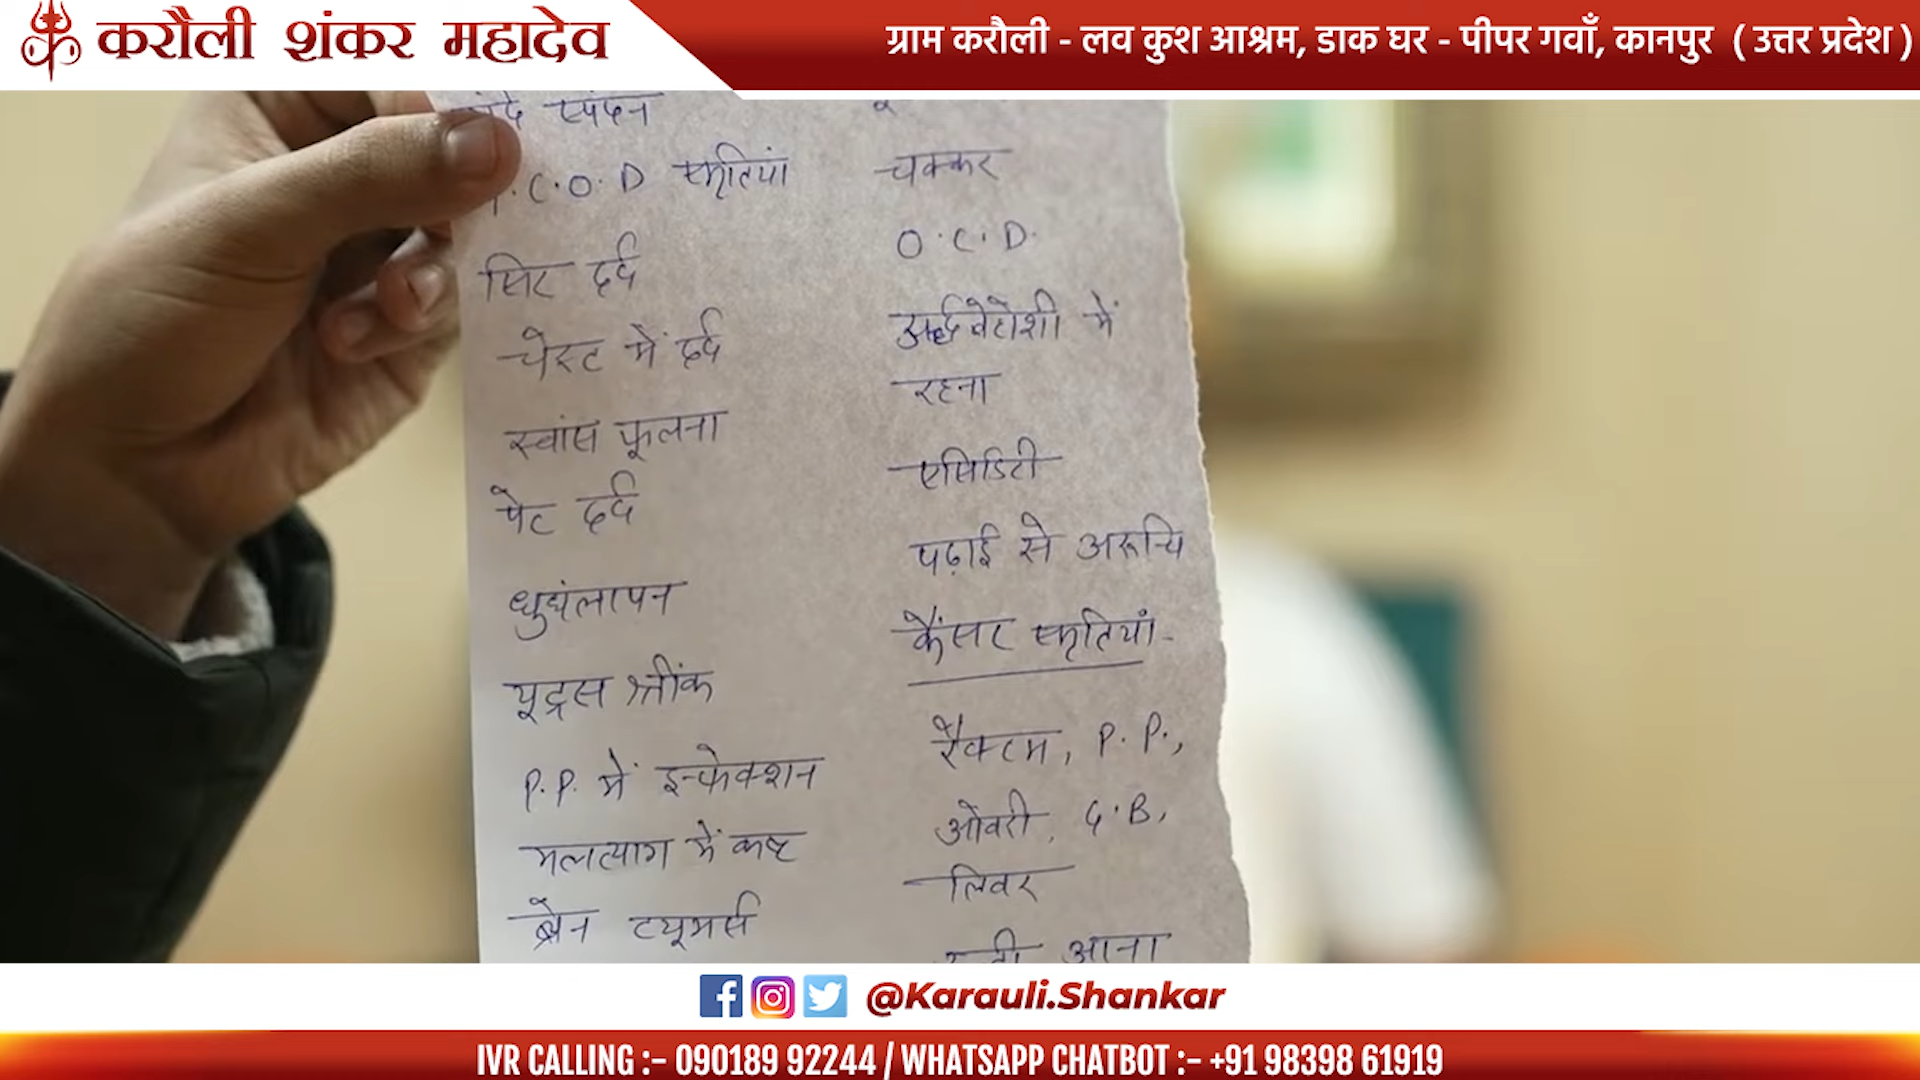 करौली शंकर महादेव
ग्राम करौली - लव कुश आश्रम, डाक घर - पीपर गवाँ, कानपुर ( उत्तर प्रदेश )
स्पंदन
.C.O.D स्मृतियां
सिर दर्द
चेस्ट में दर्द
स्वांस फूलना
पेट दर्द
धुधंलापन
यूट्रस
P.P. में इन्फेक्शन
मलत्याग में कष्ट
ब्रेन ट्यूमर्स
चक्कर
O.C.D.
अर्द्धबेहोशी में
रहना
एसिडिटी
पढ़ाई से अरूचि
कैंसर स्मृतियां-
रैक्टम, P.P.,
ओवरी, G.B,
लिवर
आना
@Karauli.Shankar
IVR CALLING :- 090189 92244 / WHATSAPP CHATBOT :- +91 98398 61919